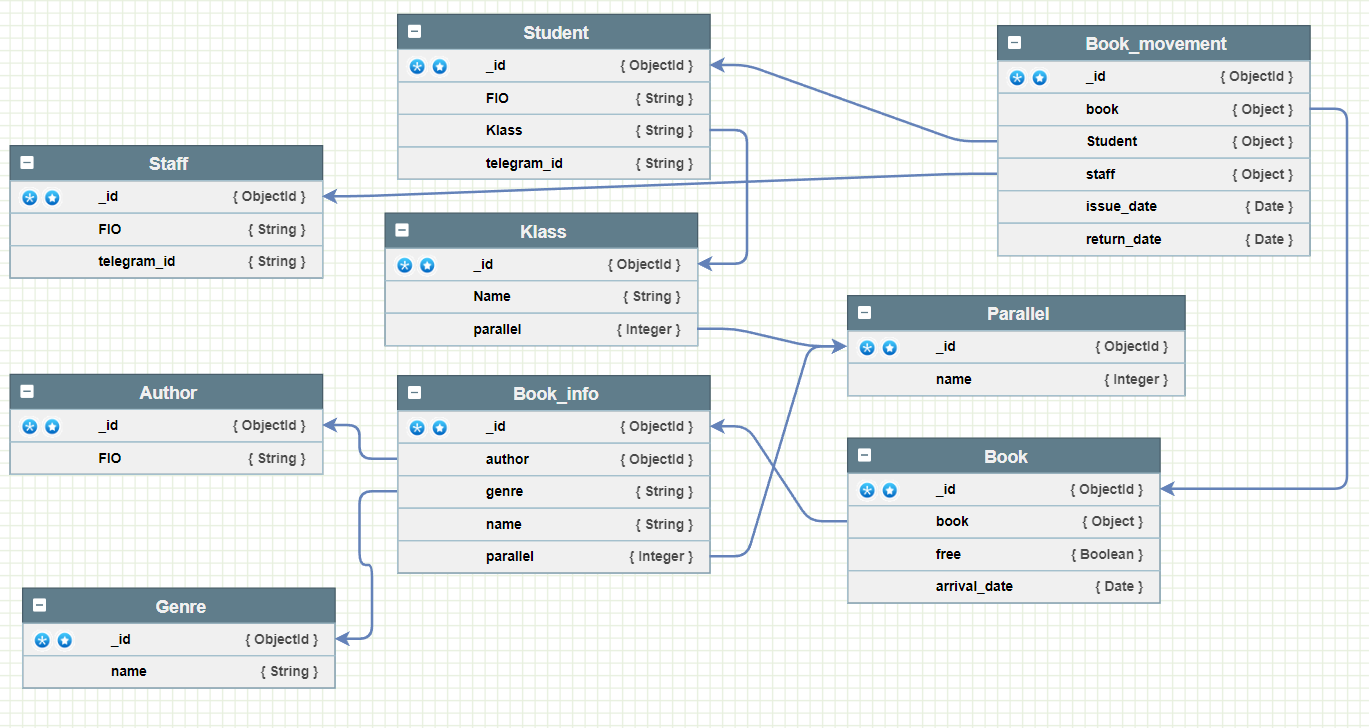 Student
_id { ObjectId }
FIO { String }
Klass { String }
telegram_id { String }
Book_movement
_id { ObjectId }
book { Object }
Student { Object }
staff { Object }
issue_date { Date }
return_date { Date }
Staff
_id { ObjectId }
FIO { String }
telegram_id { String }
Klass
_id { ObjectId }
Name { String }
parallel { Integer }
Parallel
_id { ObjectId }
name { Integer }
Author
_id { ObjectId }
FIO { String }
Book_info
_id { ObjectId }
author { ObjectId }
genre { String }
name { String }
parallel { Integer }
Book
_id { ObjectId }
book { Object }
free { Boolean }
arrival_date { Date }
Genre
_id { ObjectId }
name { String }